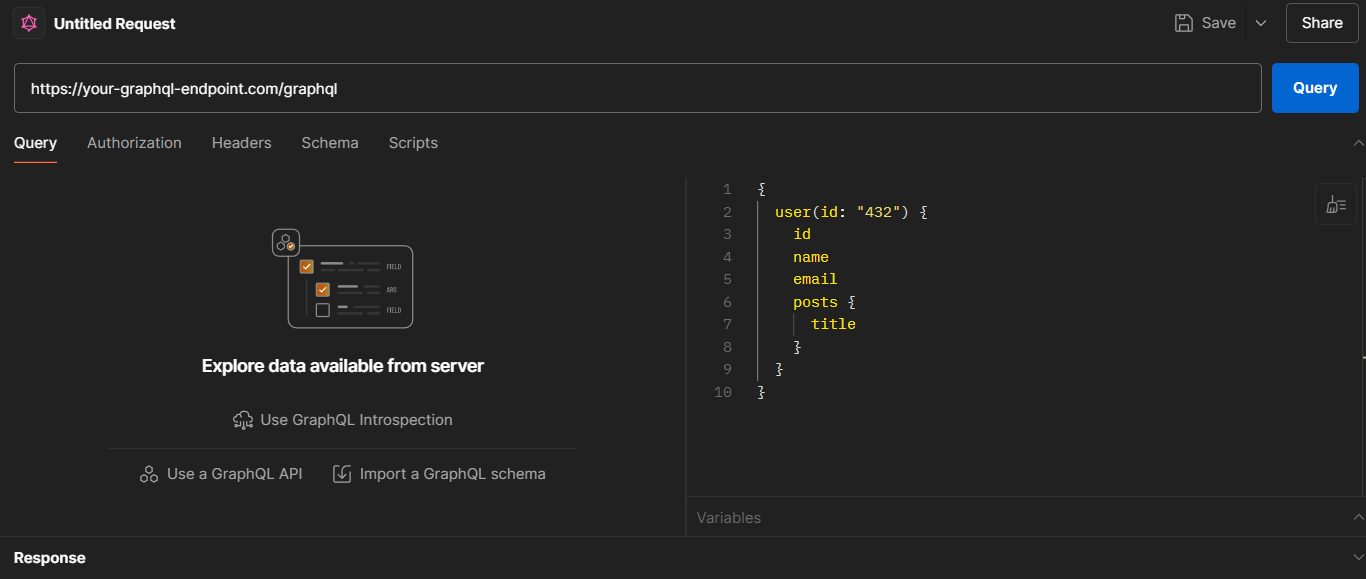 Untitled Request
Save
Share
https://your-graphql-endpoint.com/graphql
Query
Query Authorization Headers Schema Scripts
FIELD
ARG
FIELD
Explore data available from server
Use GraphQL Introspection
Use a GraphQL API
Import a GraphQL schema
1 {
2   user(id: "432") {
3     id
4     name
5     email
6     posts {
7       title
8     }
9   }
10 }
Variables
Response